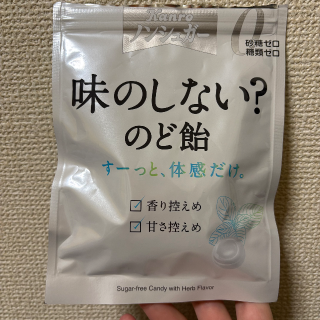 Kanro
ノンシュガー
0
砂糖ゼロ
糖類ゼロ
味のしない?
のど飴
すーっと、体感だけ。
☑ 香り控えめ
☑ 甘さ控えめ
Sugar-free Candy with Herb Flavor